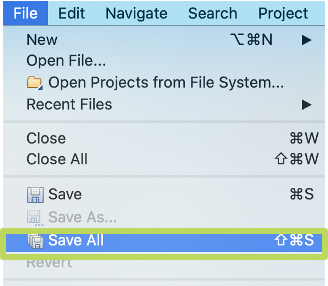 File Edit Navigate Search Project
New ⌥⌘N ▶
Open File...
Open Projects from File System...
Recent Files ▶
Close ⌘W
Close All ⇧⌘W
Save ⌘S
Save As...
Save All ⇧⌘S
Revert